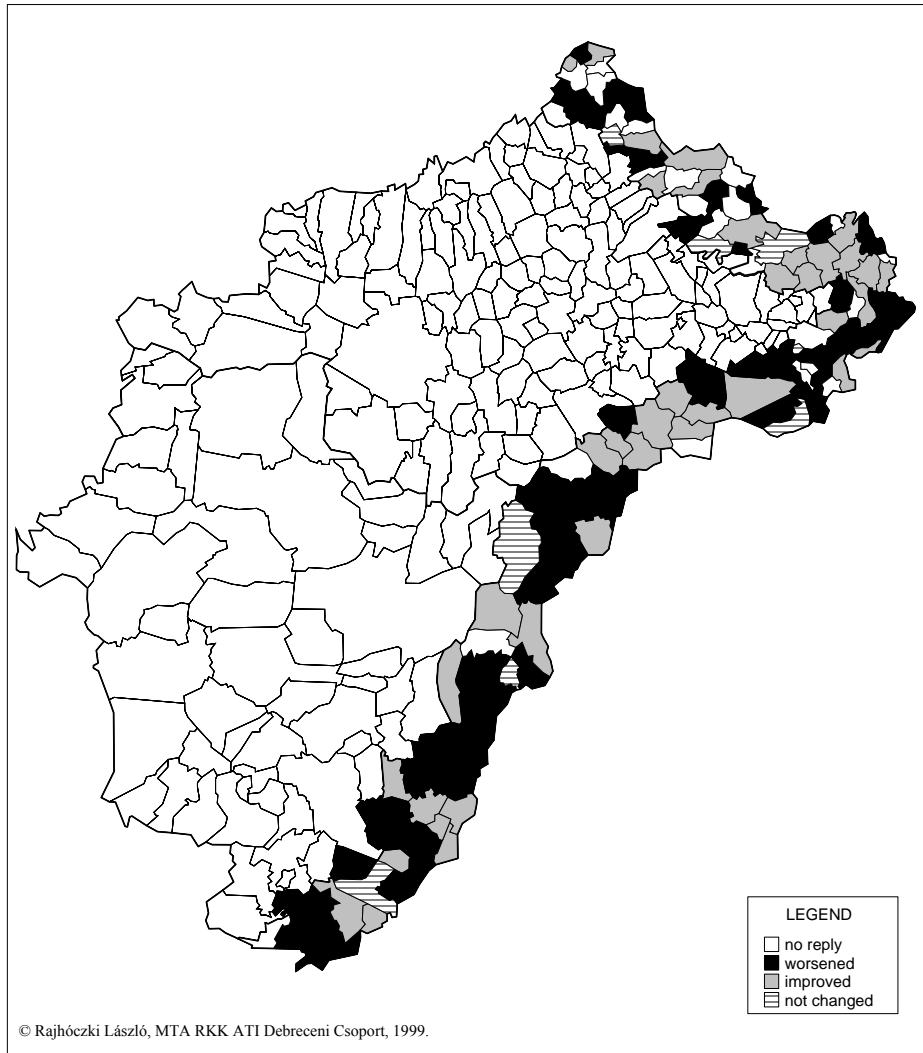 LEGEND
no reply
worsened
improved
not changed
© Rajhóczki László, MTA RKK ATI Debreceni Csoport, 1999.